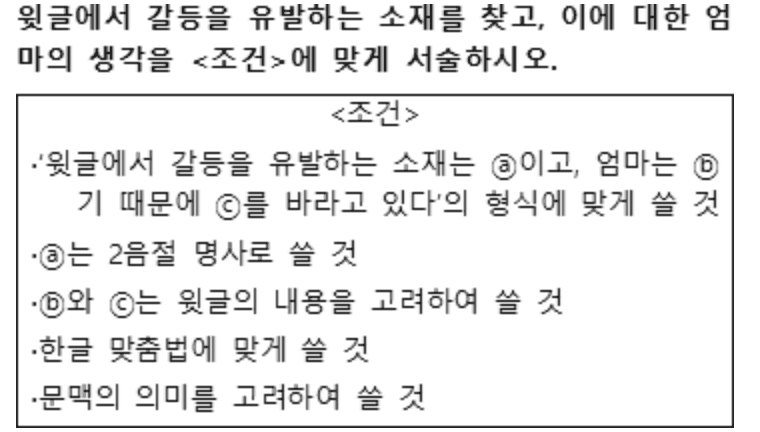 윗글에서 갈등을 유발하는 소재를 찾고, 이에 대한 엄
마의 생각을 <조건>에 맞게 서술하시오.
<조건>
·'윗글에서 갈등을 유발하는 소재는 ⓐ이고, 엄마는 ⓑ
기 때문에 ⓒ를 바라고 있다'의 형식에 맞게 쓸 것
·ⓐ는 2음절 명사로 쓸 것
·ⓑ와 ⓒ는 윗글의 내용을 고려하여 쓸 것
·한글 맞춤법에 맞게 쓸 것
·문맥의 의미를 고려하여 쓸 것